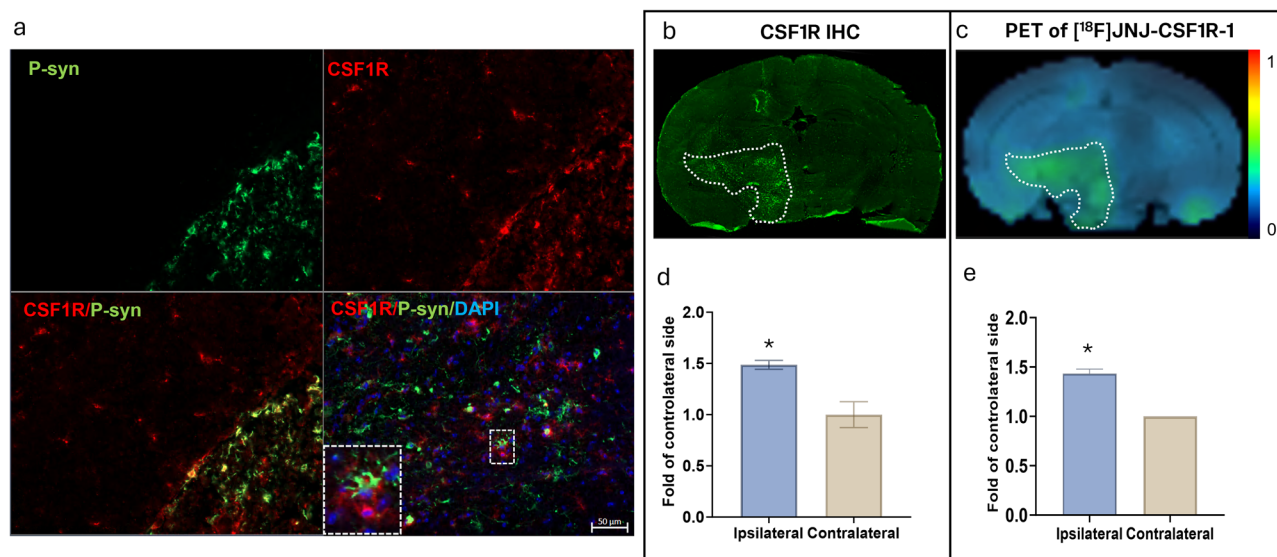 a
P-syn
CSF1R
CSF1R/P-syn
CSF1R/P-syn/DAPI
50 μm
b
CSF1R IHC
c
PET of [¹⁸F]JNJ-CSF1R-1
1
0
d
Fold of controlateral side
2.0
1.5
1.0
0.5
0.0
*
Ipsilateral Contralateral
e
Fold of controlateral side
2.0
1.5
1.0
0.5
0.0
*
Ipsilateral Contralateral